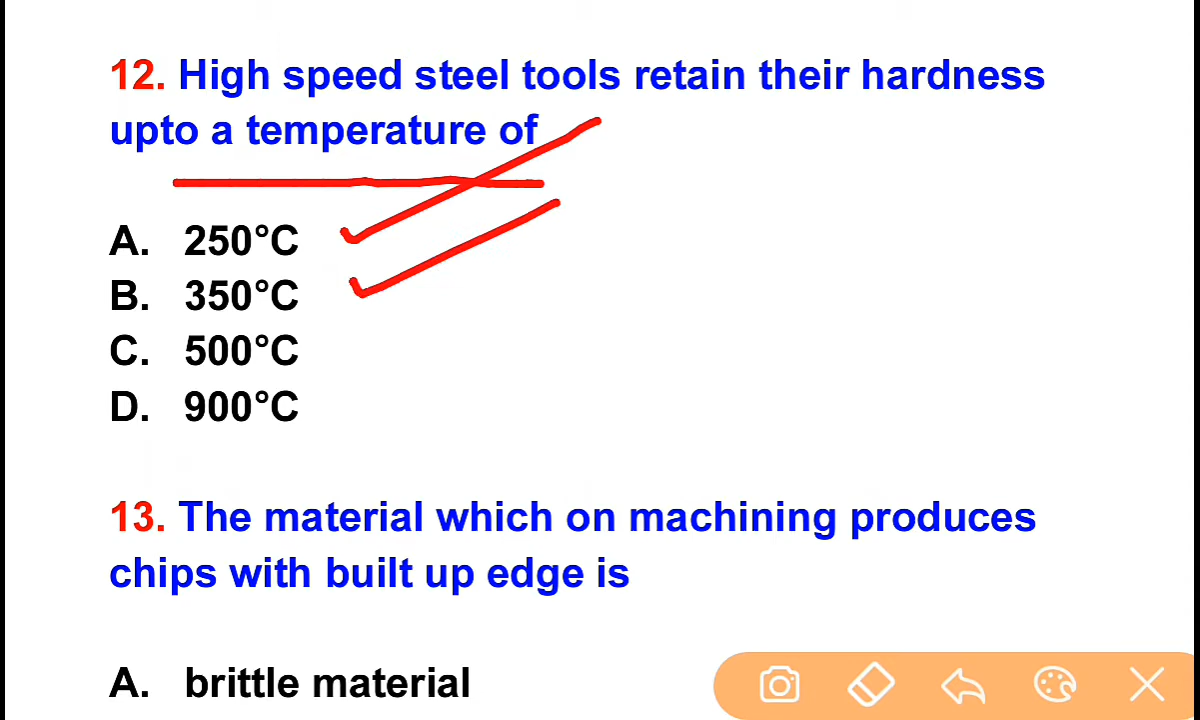 12. High speed steel tools retain their hardness
upto a temperature of
A. 250°C
B. 350°C
C. 500°C
D. 900°C
13. The material which on machining produces
chips with built up edge is
A. brittle material